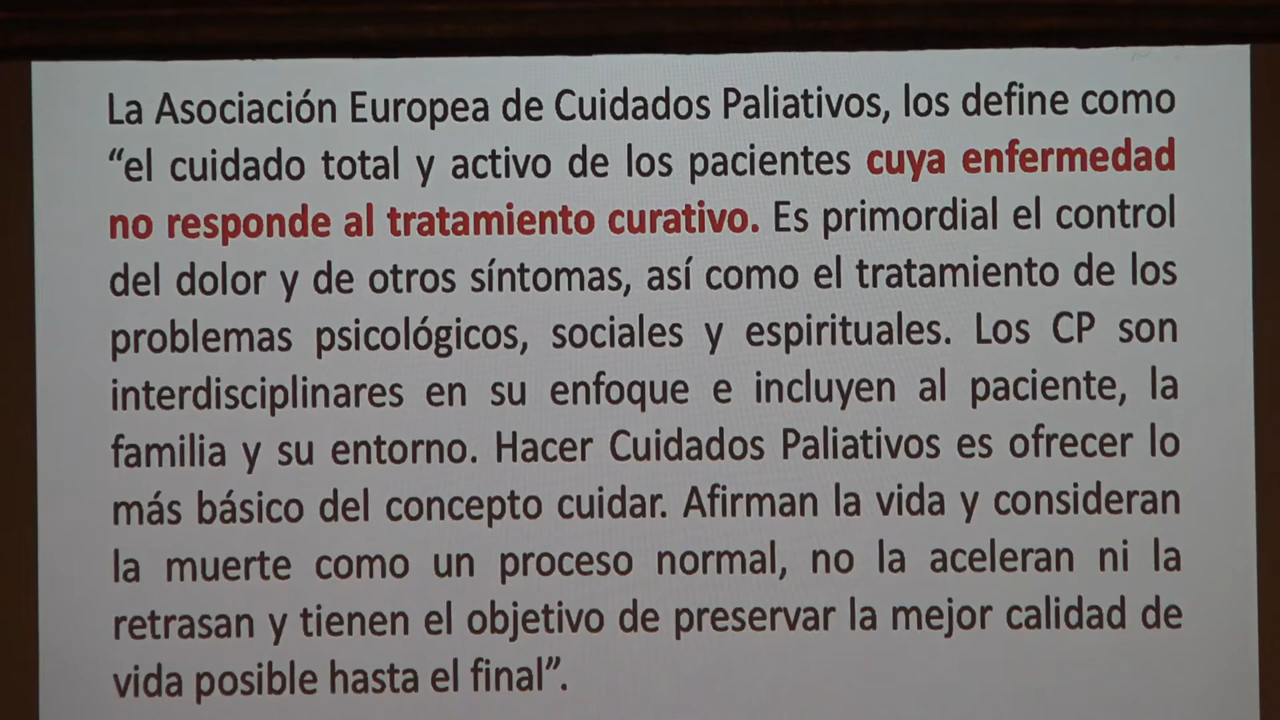 La Asociación Europea de Cuidados Paliativos, los define como
“el cuidado total y activo de los pacientes cuya enfermedad
no responde al tratamiento curativo. Es primordial el control
del dolor y de otros síntomas, así como el tratamiento de los
problemas psicológicos, sociales y espirituales. Los CP son
interdisciplinares en su enfoque e incluyen al paciente, la
familia y su entorno. Hacer Cuidados Paliativos es ofrecer lo
más básico del concepto cuidar. Afirman la vida y consideran
la muerte como un proceso normal, no la aceleran ni la
retrasan y tienen el objetivo de preservar la mejor calidad de
vida posible hasta el final”.